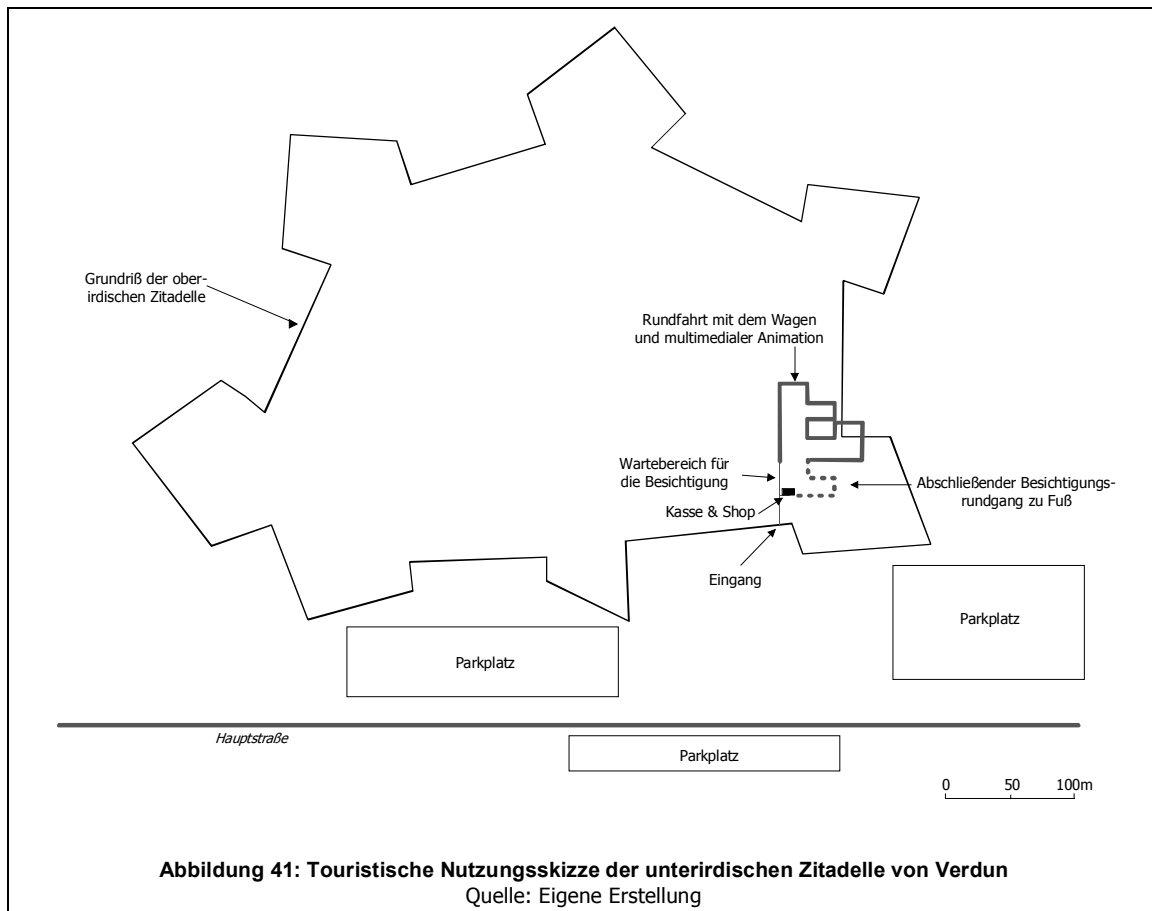 Grundriß der ober-
irdischen Zitadelle
Rundfahrt mit dem Wagen
und multimedialer Animation
Wartebereich für
die Besichtigung
Abschließender Besichtigungs-
rundgang zu Fuß
Kasse & Shop
Eingang
Parkplatz
Parkplatz
Hauptstraße
Parkplatz
0 50 100m
Abbildung 41: Touristische Nutzungsskizze der unterirdischen Zitadelle von Verdun
Quelle: Eigene Erstellung